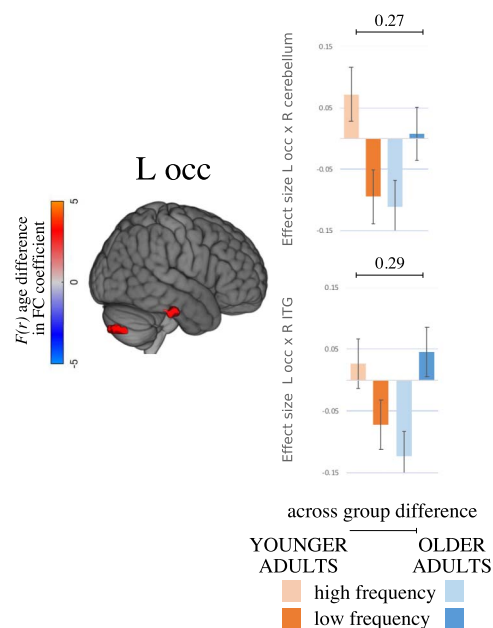 0.27
0.15
0.05
-0.05
-0.15
Effect size L occ x R cerebellum
L occ
5
0
-5
F(r) age difference
in FC coefficient
0.29
0.15
0.05
-0.05
-0.15
Effect size L occ x R ITG
across group difference
YOUNGER ADULTS
OLDER ADULTS
high frequency
low frequency